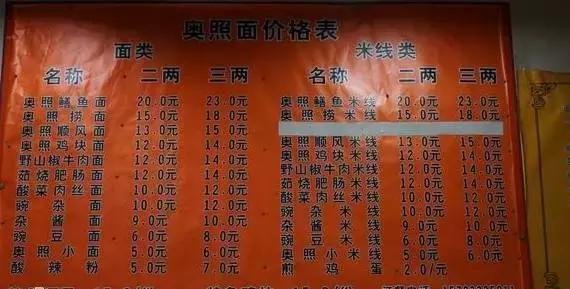 奥照面价格表
面类
名称 二两 三两
奥照鳝鱼面 20.0元 23.0元
奥照捞面 15.0元 18.0元
奥照顺风面 13.0元 15.0元
奥照鸡块面 12.0元 14.0元
野山椒牛肉面 12.0元 14.0元
茹烧肥肠面 12.0元 14.0元
酸菜肉丝面 10.0元 12.0元
豌杂面 10.0元 12.0元
杂酱面 9.0元 10.0元
豌豆面 6.0元 8.0元
奥照小面 5.0元 6.0元
酸辣粉 5.0元 7.0元
米线类
名称 二两 三两
奥照鳝鱼米线 20.0元 23.0元
奥照捞米线 15.0元 18.0元
奥照顺风米线 13.0元 15.0元
奥照鸡块米线 12.0元 14.0元
野山椒牛肉米线 12.0元 14.0元
茹烧肥肠米线 12.0元 14.0元
酸菜肉丝米线 10.0元 12.0元
豌杂米线 10.0元 12.0元
杂酱米线 9.0元 10.0元
豌豆米线 6.0元 8.0元
奥照小米线 5.0元 6.0元
煎鸡蛋 2.0/元